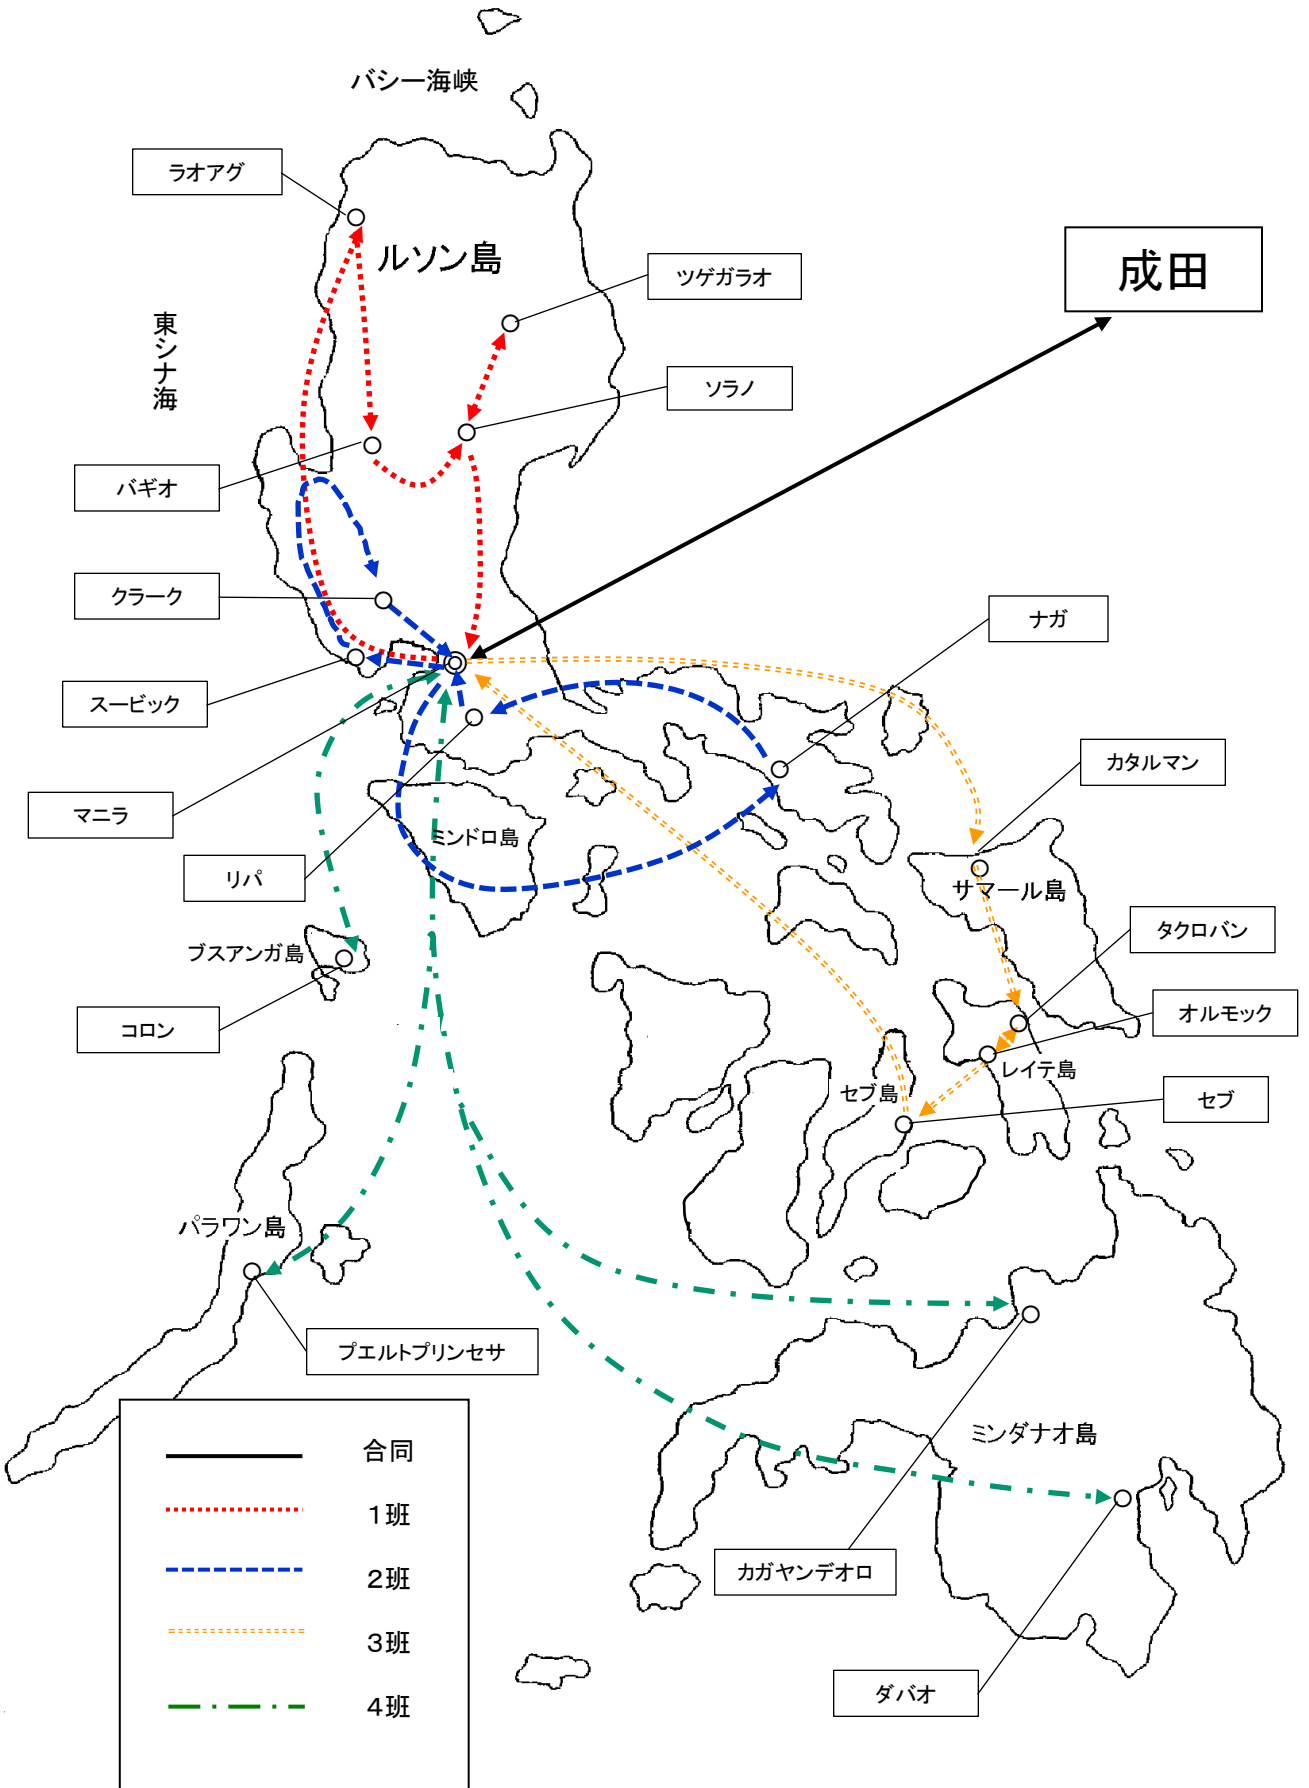 バシー海峡
ラオアグ
ルソン島
成田
ツゲガラオ
東シナ海
ソラノ
バギオ
クラーク
ナガ
スービック
カタルマン
マニラ
ミンドロ島
リパ
サマール島
タクロバン
ブスアンガ島
オルモック
コロン
レイテ島
セブ島
セブ
パラワン島
プエルトプリンセサ
ミンダナオ島
合同
1班
2班
カガヤンデオロ
3班
ダバオ
4班